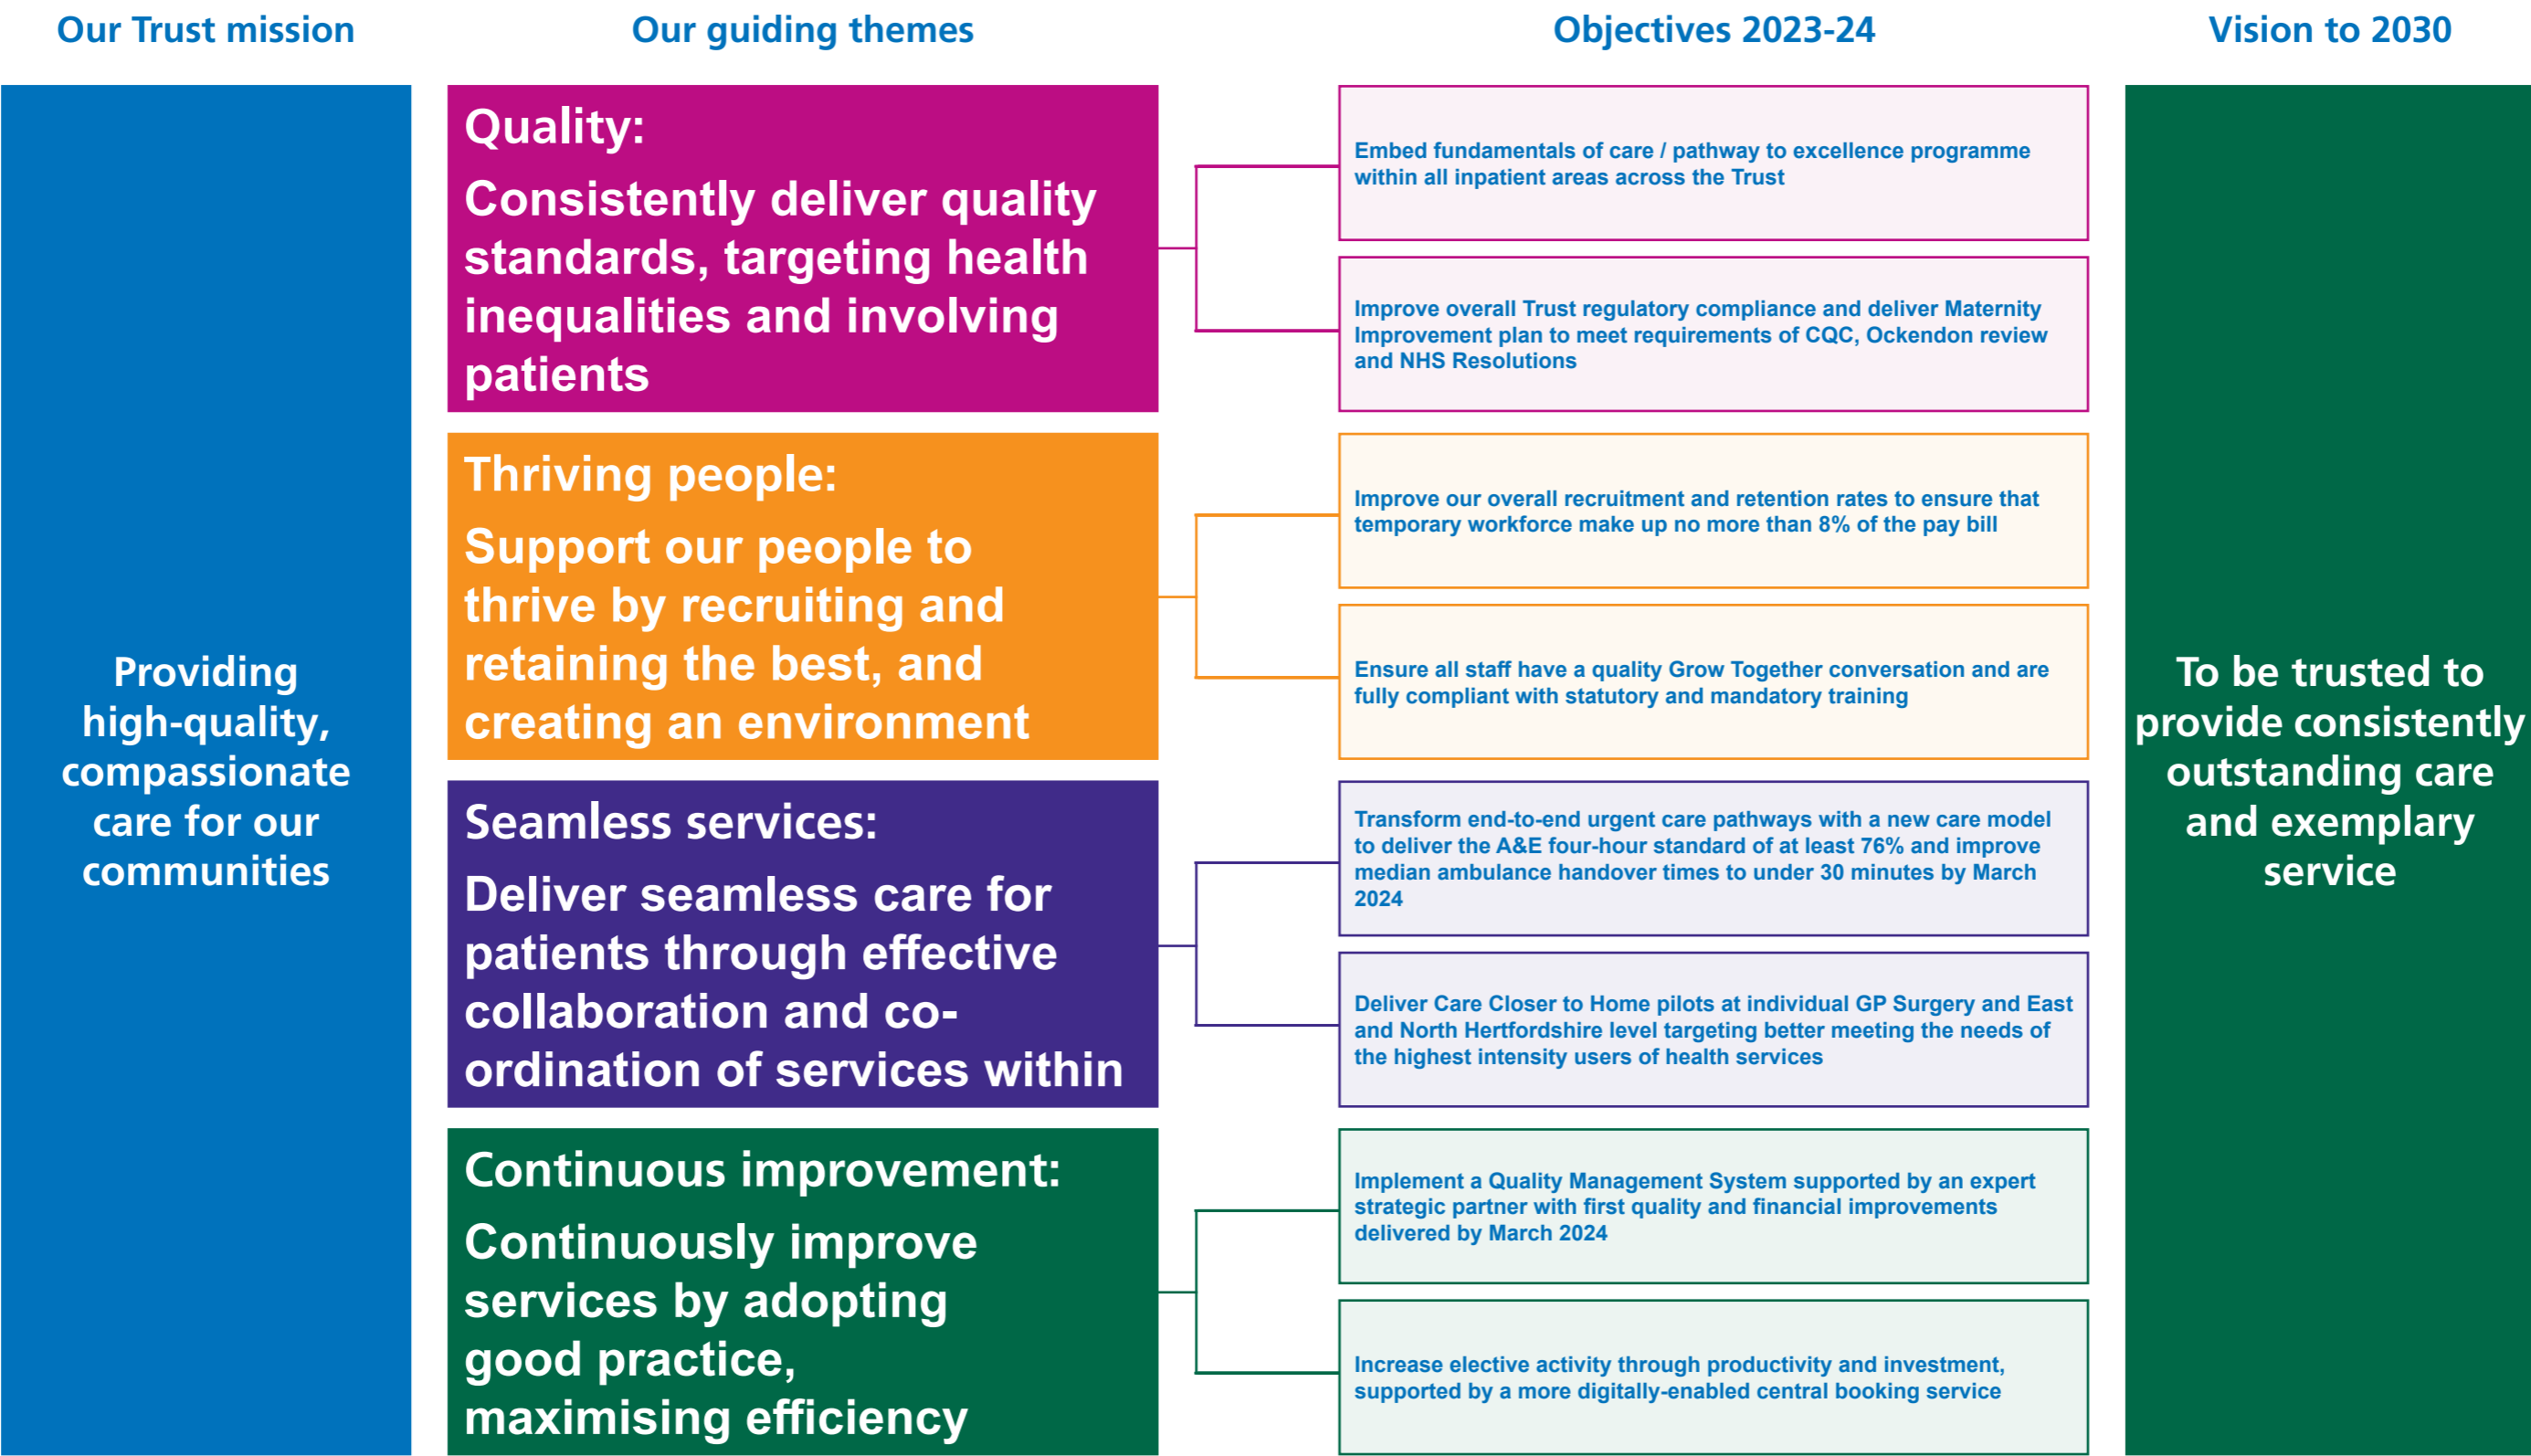 Our Trust mission
Our guiding themes
Objectives 2023-24
Vision to 2030
Providing
high-quality,
compassionate
care for our
communities
Quality:
Consistently deliver quality
standards, targeting health
inequalities and involving
patients
Embed fundamentals of care / pathway to excellence programme
within all inpatient areas across the Trust
Improve overall Trust regulatory compliance and deliver Maternity
Improvement plan to meet requirements of CQC, Ockendon review
and NHS Resolutions
Thriving people:
Support our people to
thrive by recruiting and
retaining the best, and
creating an environment
Improve our overall recruitment and retention rates to ensure that
temporary workforce make up no more than 8% of the pay bill
Ensure all staff have a quality Grow Together conversation and are
fully compliant with statutory and mandatory training
Seamless services:
Deliver seamless care for
patients through effective
collaboration and co-
ordination of services within
Transform end-to-end urgent care pathways with a new care model
to deliver the A&E four-hour standard of at least 76% and improve
median ambulance handover times to under 30 minutes by March
2024
Deliver Care Closer to Home pilots at individual GP Surgery and East
and North Hertfordshire level targeting better meeting the needs of
the highest intensity users of health services
Continuous improvement:
Continuously improve
services by adopting
good practice,
maximising efficiency
Implement a Quality Management System supported by an expert
strategic partner with first quality and financial improvements
delivered by March 2024
Increase elective activity through productivity and investment,
supported by a more digitally-enabled central booking service
To be trusted to
provide consistently
outstanding care
and exemplary
service